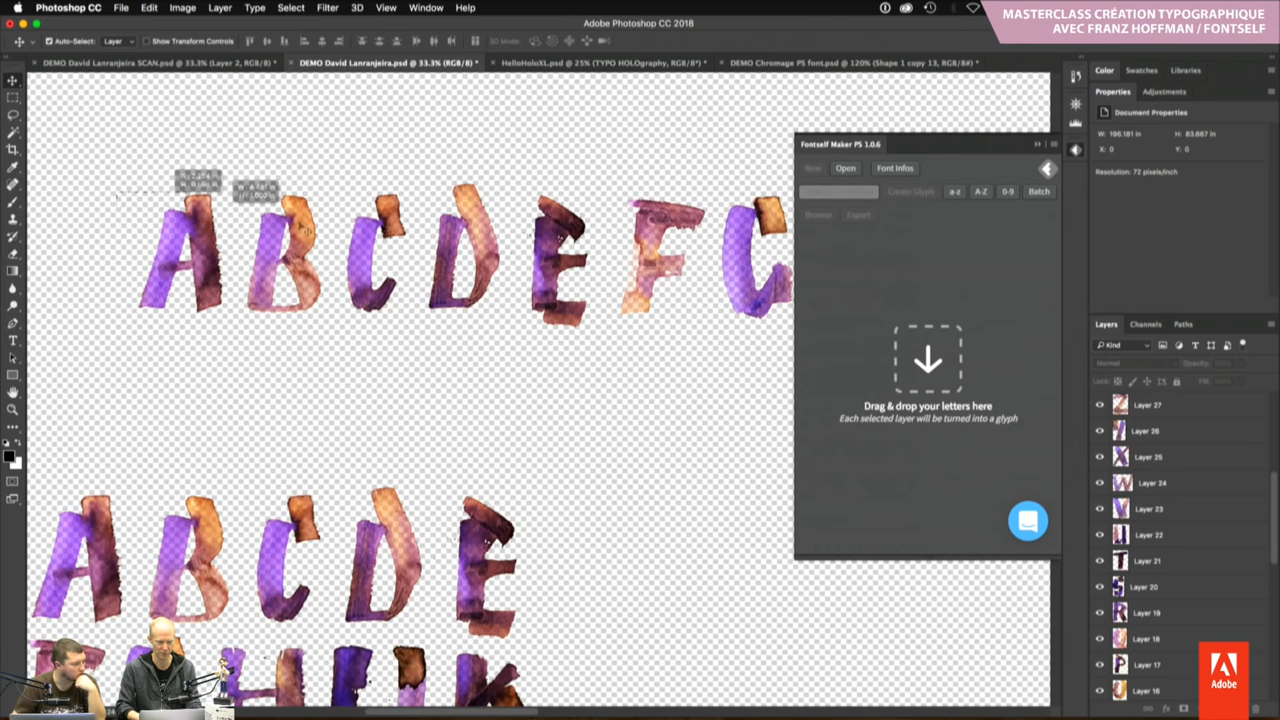 Photoshop CC File Edit Image Layer Type Select Filter 3D View Window Help
MASTERCLASS CRÉATION TYPOGRAPHIQUE
AVEC FRANZ HOFFMAN / FONTSELF
Adobe Photoshop CC 2018
Auto-Select: Layer Show Transform Controls 3D Mode:
DEMO David Lanranjeira SCAN.psd @ 33.3% (Layer 2, RGB/8) *
DEMO David Lanranjeira.psd @ 33.3% (RGB/8) *
HelloHoloXL.psd @ 25% (TYPO HOLOgraphy, RGB/8*) *
DEMO Chromage PS font.psd @ 120% (Shape 1 copy 13, RGB/8#) *
Color Swatches Libraries
Properties Adjustments
Document Properties
W: 196.181 in H: 83.667 in
X: 0 Y: 0
Resolution: 72 pixels/inch
Fontself Maker PS 1.0.6
New Open Font Infos
Create Glyph a-z A-Z 0-9 Batch
Browse Export
A B C D E F G
Drag & drop your letters here
Each selected layer will be turned into a glyph
A B C D E
Layers Channels Paths
Kind
Normal Opacity:
Lock: Fill:
Layer 27
Layer 26
Layer 25
Layer 24
Layer 23
Layer 22
Layer 21
Layer 20
Layer 19
Layer 18
Layer 17
Layer 16
Adobe